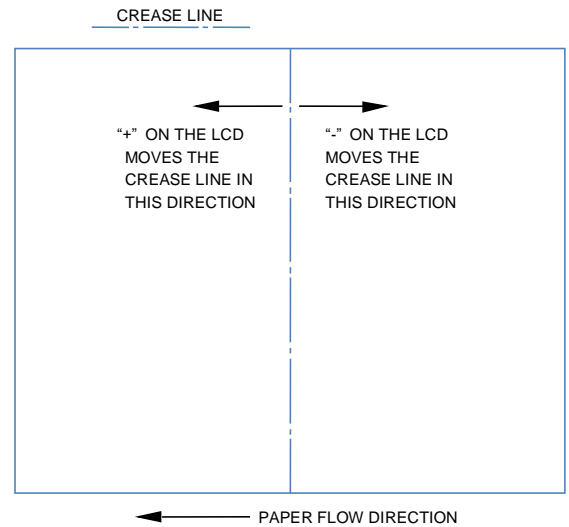 CREASE LINE
“+” ON THE LCD
MOVES THE
CREASE LINE IN
THIS DIRECTION
“-” ON THE LCD
MOVES THE
CREASE LINE IN
THIS DIRECTION
PAPER FLOW DIRECTION